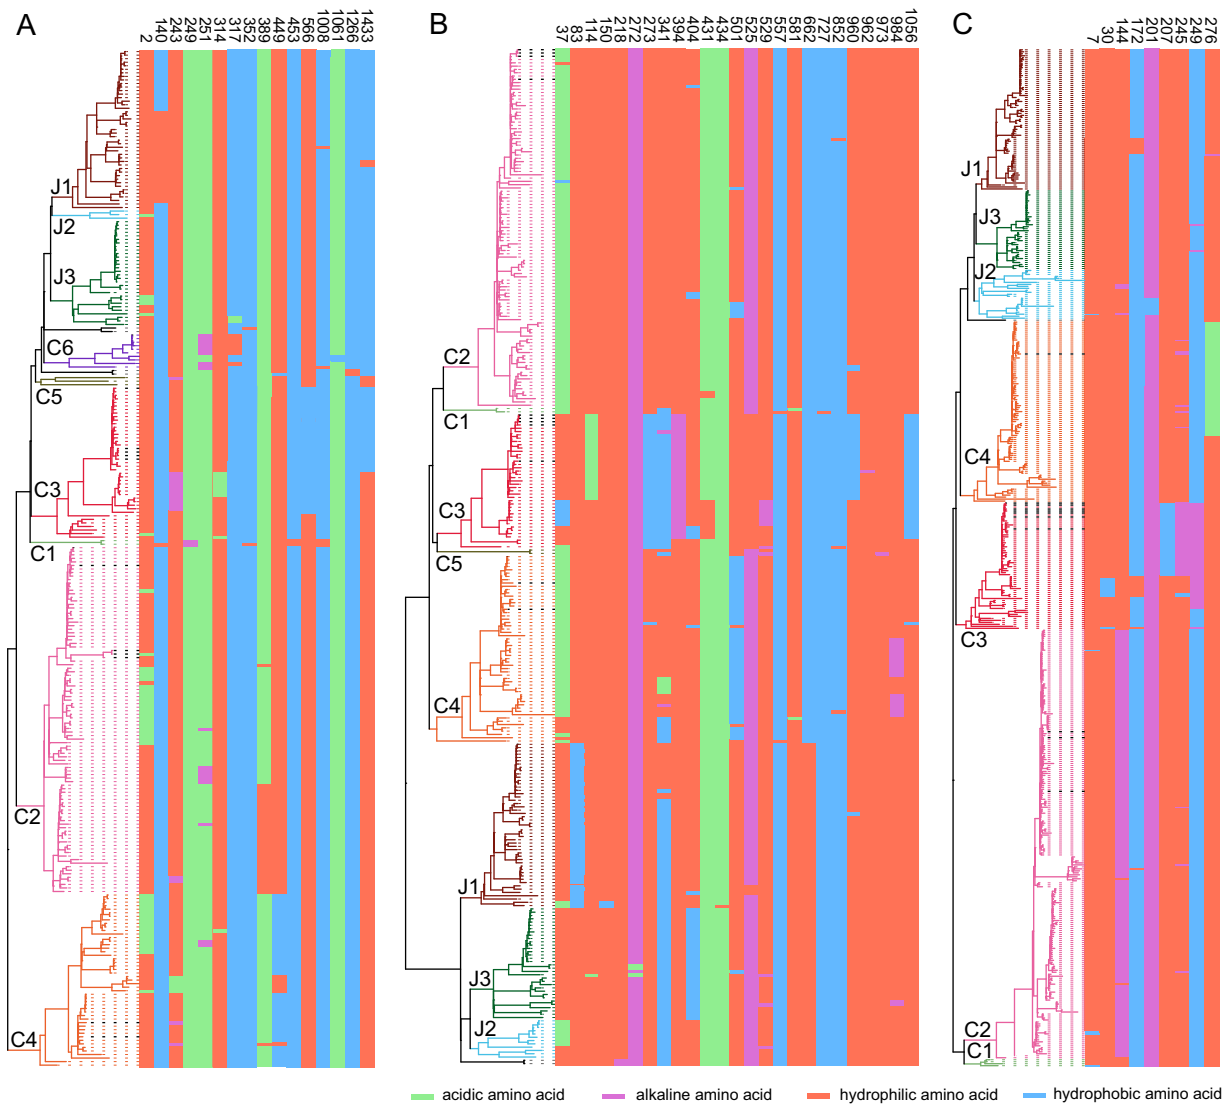 A
2 140 243 249 251 314 317 352 389 449 453 566 1008 1061 1266 1433
J1
J2
J3
C6
C5
C3
C1
C2
C4
B
37 83 114 150 218 272 273 341 394 404 431 434 501 525 529 557 581 662 727 852 960 962 973 984 1056
C2
C1
C3
C5
C4
J1
J3
J2
C
7 30 144 172 201 207 245 249 276
J1
J3
J2
C4
C3
C2
C1
acidic amino acid alkaline amino acid hydrophilic amino acid hydrophobic amino acid